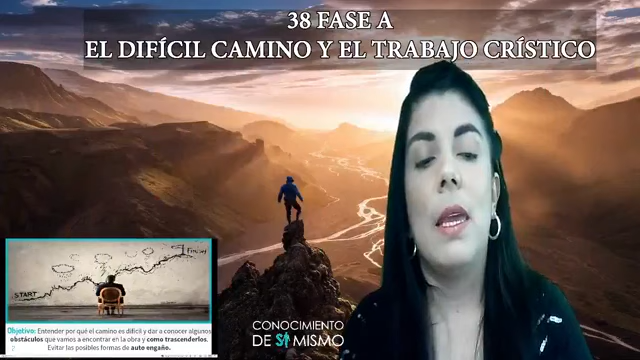 38 FASE A
EL DIFÍCIL CAMINO Y EL TRABAJO CRÍSTICO
FINISH
START
Objetivo: Entender por qué el camino es difícil y dar a conocer algunos
obstáculos que vamos a encontrar en la obra y como trascenderlos.
Evitar las posibles formas de auto engaño.
CONOCIMIENTO
DE SÍ MISMO